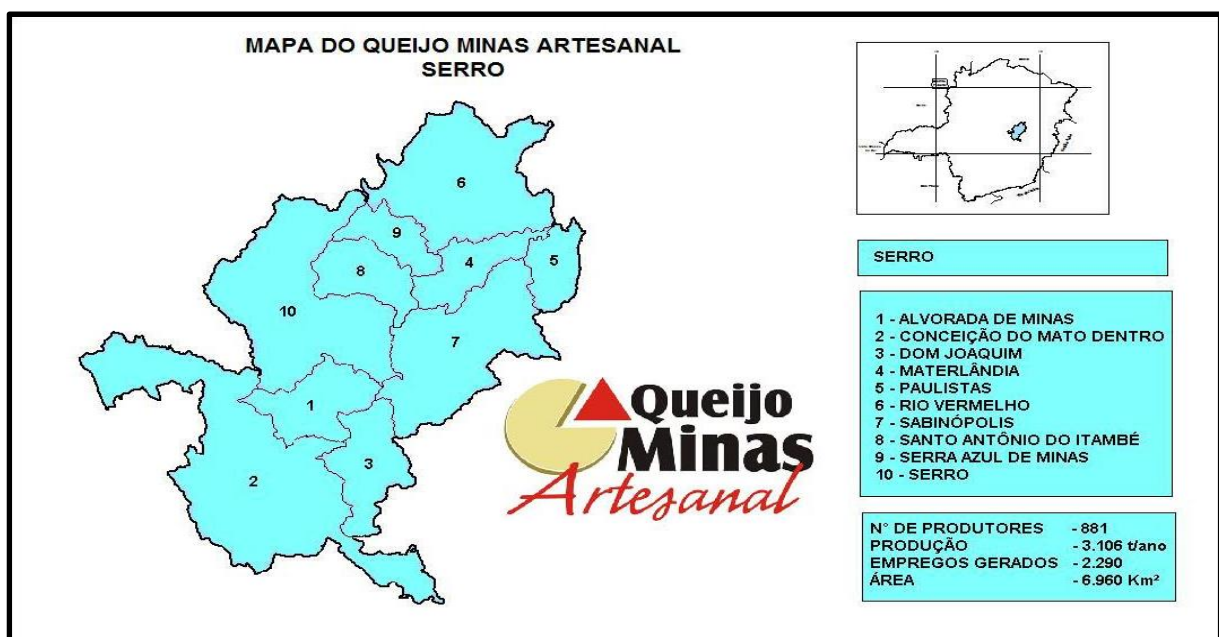 MAPA DO QUEIJO MINAS ARTESANAL
SERRO
6
9
4
5
8
10
7
1
3
2
Queijo
Minas
Artesanal
SERRO
1 - ALVORADA DE MINAS
2 - CONCEIÇÃO DO MATO DENTRO
3 - DOM JOAQUIM
4 - MATERLÂNDIA
5 - PAULISTAS
6 - RIO VERMELHO
7 - SABINÓPOLIS
8 - SANTO ANTÔNIO DO ITAMBÉ
9 - SERRA AZUL DE MINAS
10 - SERRO
N° DE PRODUTORES - 881
PRODUÇÃO - 3.106 t/ano
EMPREGOS GERADOS - 2.290
ÁREA - 6.960 Km²